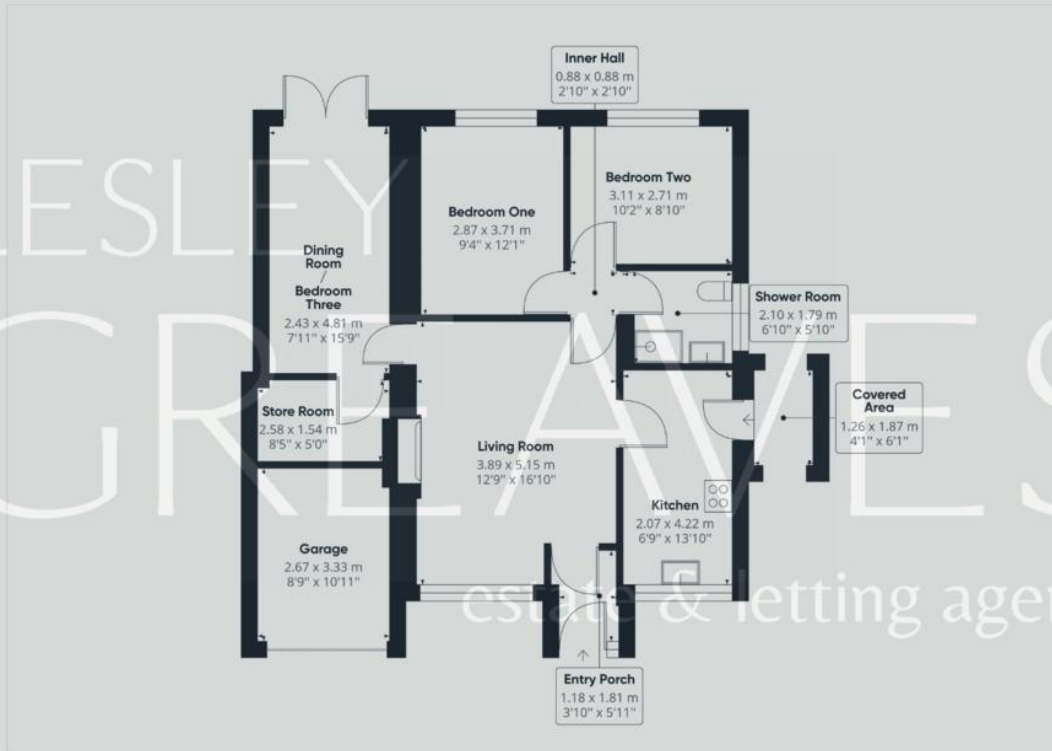 Inner Hall
0.88 x 0.88 m
2'10" x 2'10"
Bedroom Two
3.11 x 2.71 m
10'2" x 8'10"
Bedroom One
2.87 x 3.71 m
9'4" x 12'1"
LESLEY
Dining
Room
/
Bedroom
Three
2.43 x 4.81 m
7'11" x 15'9"
Shower Room
2.10 x 1.79 m
6'10" x 5'10"
GREAVES
Store Room
2.58 x 1.54 m
8'5" x 5'0"
Covered
Area
1.26 x 1.87 m
4'1" x 6'1"
Living Room
3.89 x 5.15 m
12'9" x 16'10"
Kitchen
2.07 x 4.22 m
6'9" x 13'10"
Garage
2.67 x 3.33 m
8'9" x 10'11"
estate & letting agen
Entry Porch
1.18 x 1.81 m
3'10" x 5'11"